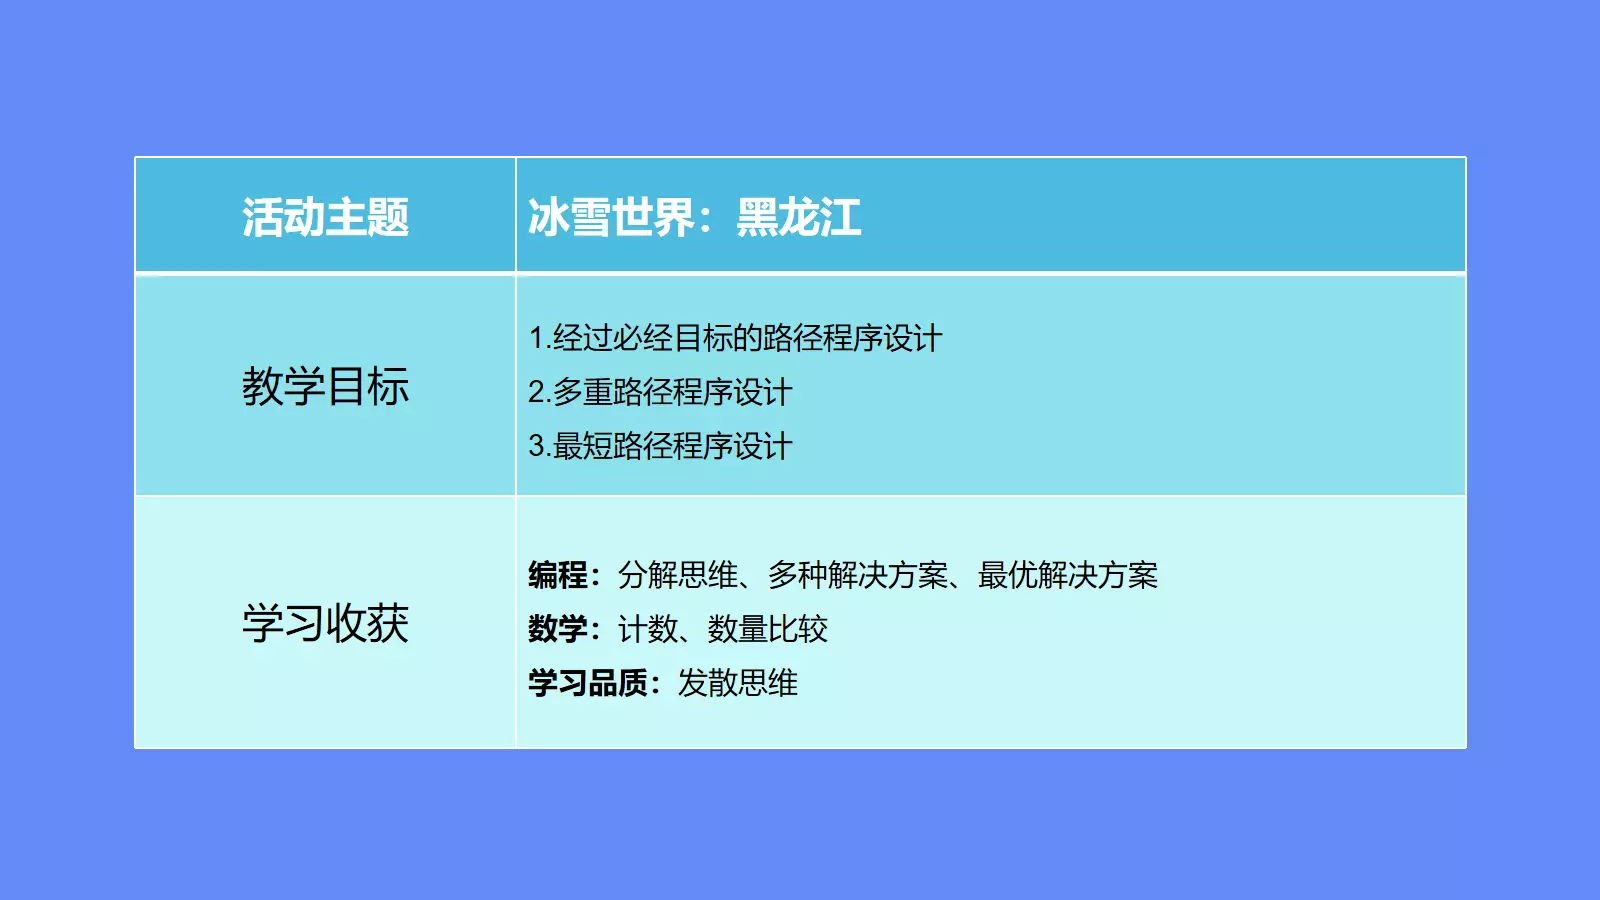 活动主题
冰雪世界：黑龙江
教学目标
1.经过必经目标的路径程序设计
2.多重路径程序设计
3.最短路径程序设计
学习收获
编程：分解思维、多种解决方案、最优解决方案
数学：计数、数量比较
学习品质：发散思维